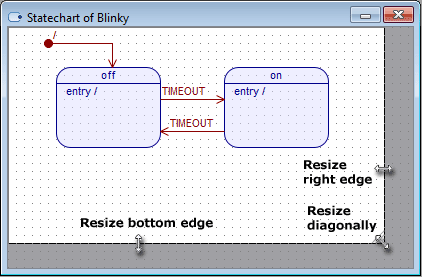 Statechart of Blinky
/
off
on
entry /
TIMEOUT
entry /
TIMEOUT
Resize
right edge
Resize
diagonally
Resize bottom edge